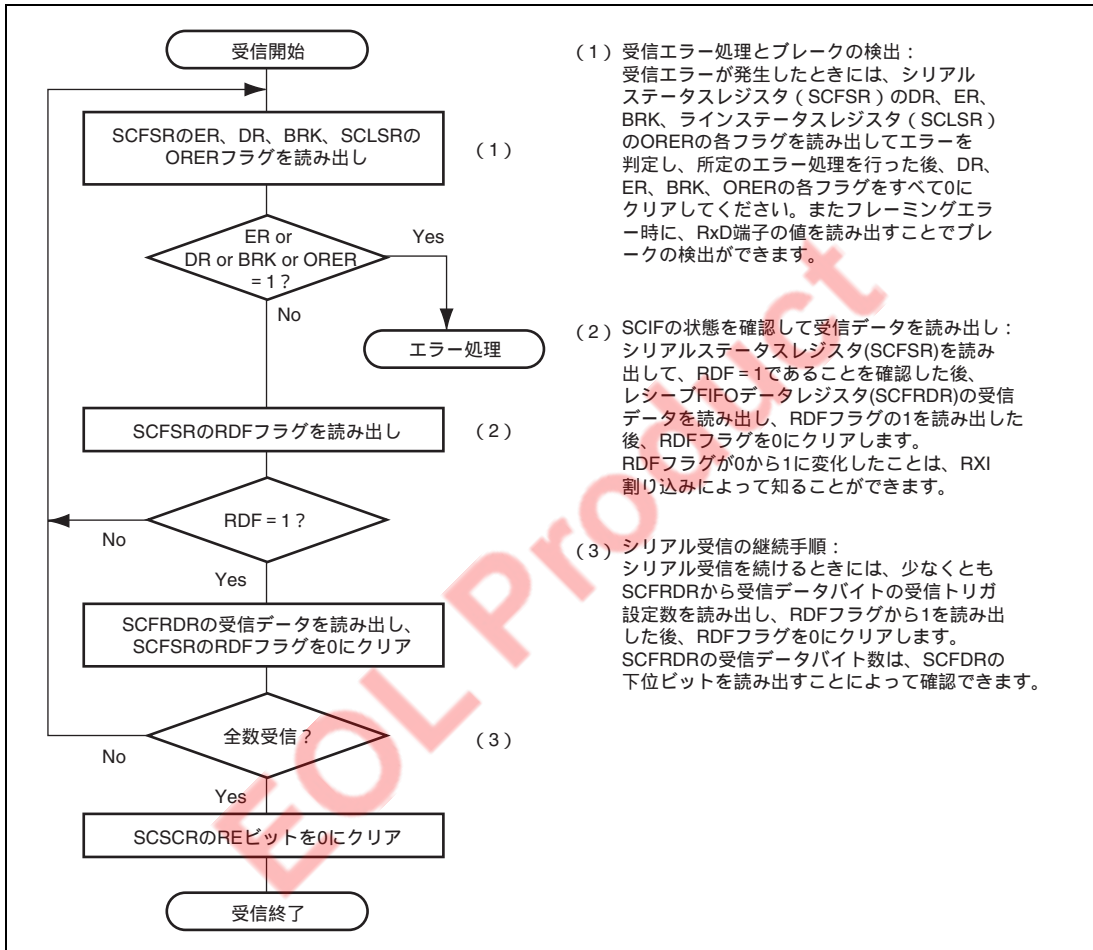 受信開始
SCFSRのER、DR、BRK、SCLSRの
ORERフラグを読み出し
（1）
ER or
DR or BRK or ORER
= 1？
Yes
No
エラー処理
SCFSRのRDFフラグを読み出し
（2）
RDF = 1？
No
Yes
SCFRDRの受信データを読み出し、
SCFSRのRDFフラグを0にクリア
全数受信？
（3）
No
Yes
SCSCRのREビットを0にクリア
受信終了
（1）受信エラー処理とブレークの検出：
受信エラーが発生したときには、シリアル
ステータスレジスタ（SCFSR）のDR、ER、
BRK、ラインステータスレジスタ（SCLSR）
のORERの各フラグを読み出してエラーを
判定し、所定のエラー処理を行った後、DR、
ER、BRK、ORERの各フラグをすべて0に
クリアしてください。またフレーミングエラ
ー時に、RxD端子の値を読み出すことでブレ
ークの検出ができます。
（2）SCIFの状態を確認して受信データを読み出し：
シリアルステータスレジスタ(SCFSR)を読み
出して、RDF = 1であることを確認した後、
レシーブFIFOデータレジスタ(SCFRDR)の受信
データを読み出し、RDFフラグの1を読み出した
後、RDFフラグを0にクリアします。
RDFフラグが0から1に変化したことは、RXI
割り込みによって知ることができます。
（3）シリアル受信の継続手順：
シリアル受信を続けるときには、少なくとも
SCFRDRから受信データバイトの受信トリガ
設定数を読み出し、RDFフラグから1を読み出
した後、RDFフラグを0にクリアします。
SCFRDRの受信データバイト数は、SCFDRの
下位ビットを読み出すことによって確認できます。
EOL Product